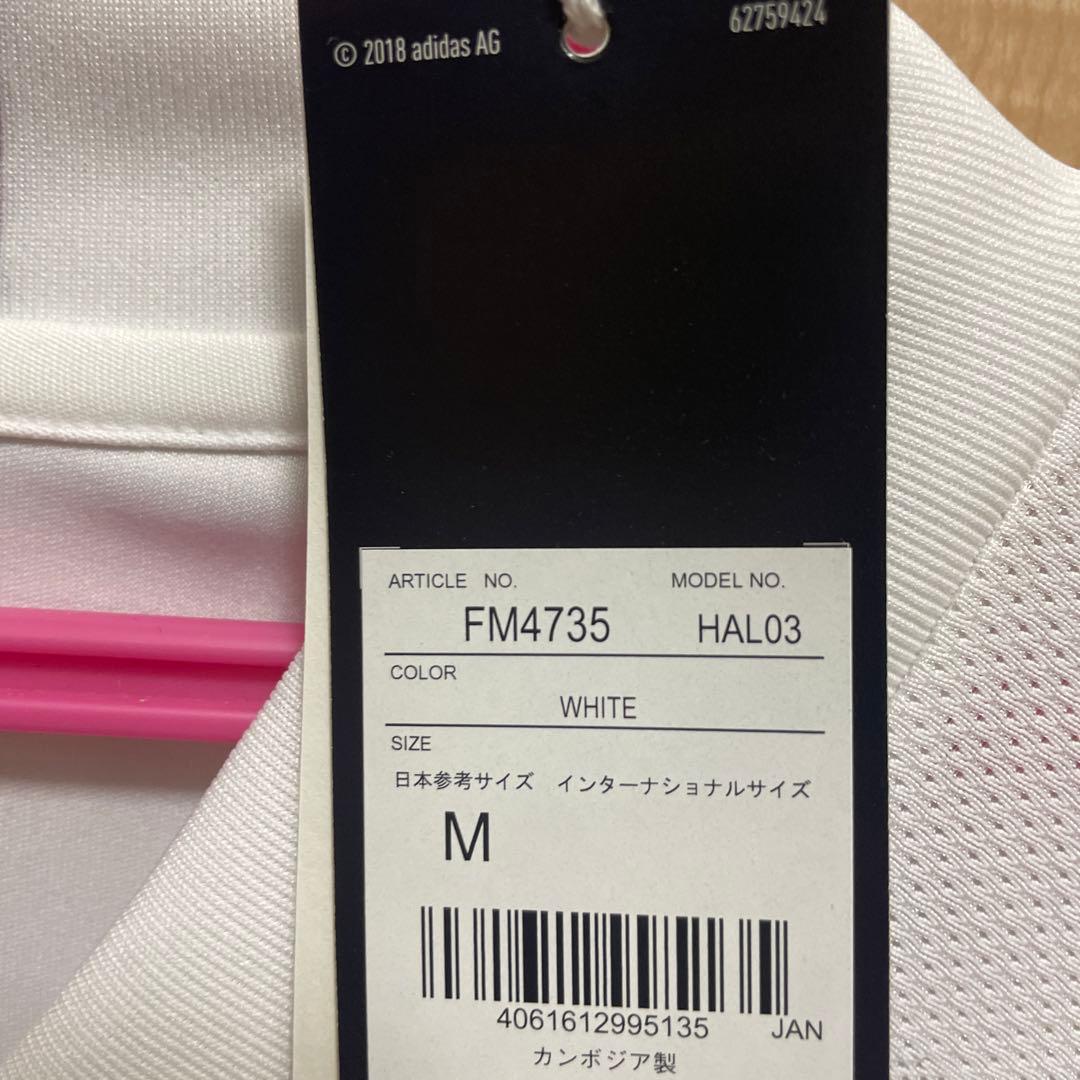 © 2018 adidas AG
62759424
ARTICLE NO. MODEL NO.
FM4735 HAL03
COLOR
WHITE
SIZE
日本参考サイズ インターナショナルサイズ
M
4061612995135 JAN
カンボジア製